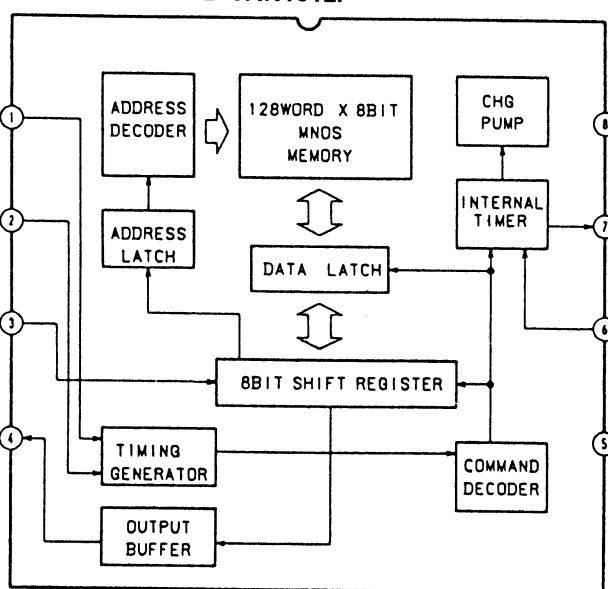 1
2
3
4
ADDRESS
DECODER
128WORD X 8BIT
MNOS
MEMORY
CHG
PUMP
ADDRESS
LATCH
DATA LATCH
INTERNAL
TIMER
8BIT SHIFT REGISTER
TIMING
GENERATOR
COMMAND
DECODER
OUTPUT
BUFFER
8
7
6
5